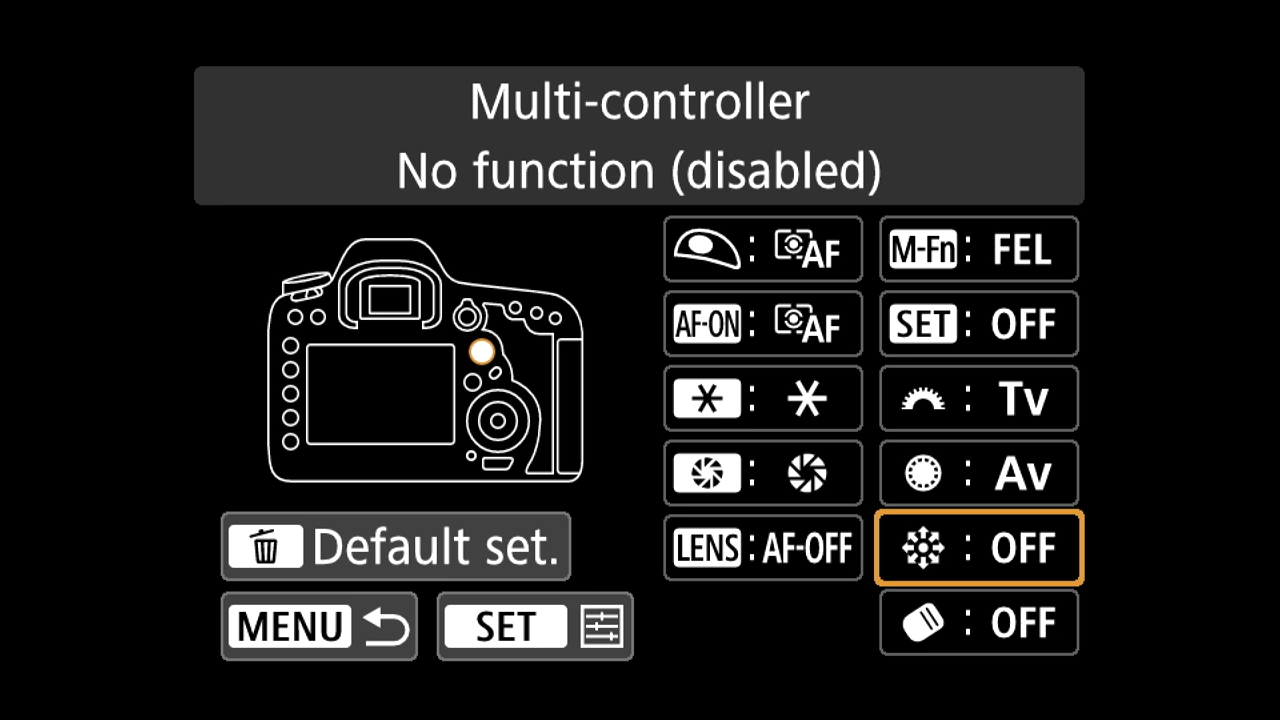 Multi-controller
No function (disabled)
: AF
M-Fn : FEL
AF-ON : AF
SET : OFF
:
: Tv
:
: Av
LENS : AF-OFF
: OFF
: OFF
Default set.
MENU
SET